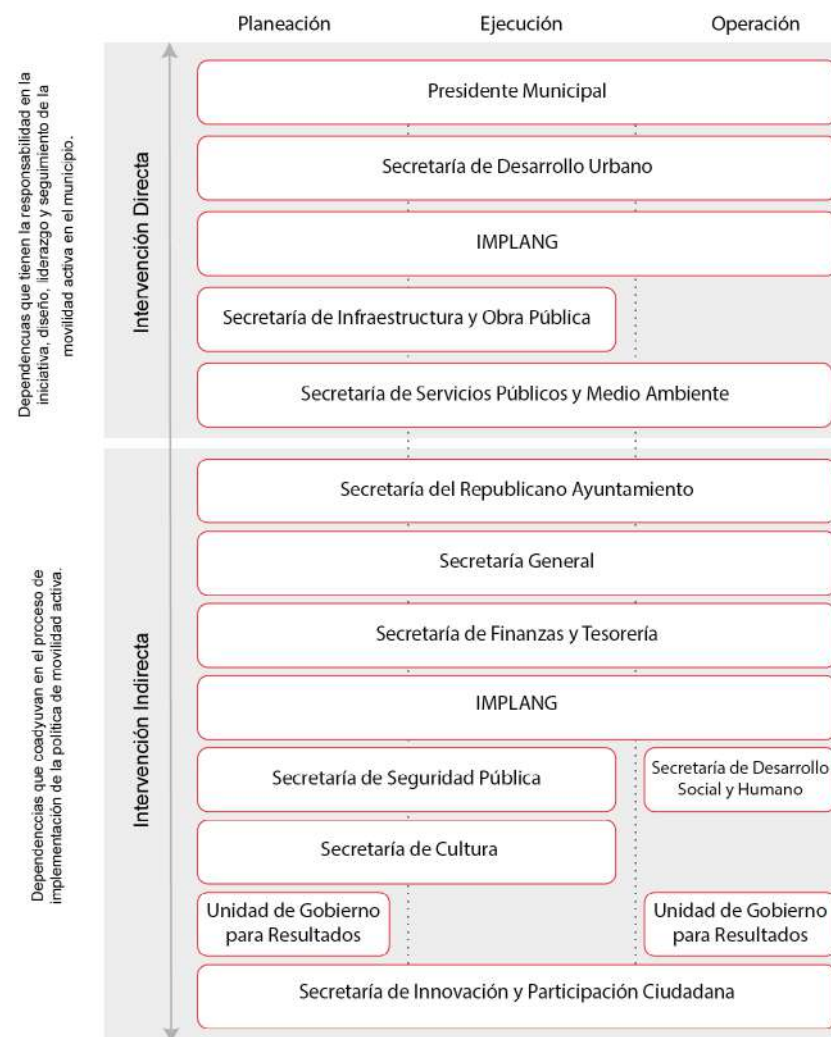 Planeación
Ejecución
Operación
Dependencuas que tienen la responsabilidad en la
iniciativa, diseño, liderazgo y seguimiento de la
movilidad activa en el municipio.
Intervención Directa
Presidente Municipal
Secretaría de Desarrollo Urbano
IMPLANG
Secretaría de Infraestructura y Obra Pública
Secretaría de Servicios Públicos y Medio Ambiente
Dependenccias que coadyuvan en el proceso de
implementación de la política de movilidad activa.
Intervención Indirecta
Secretaría del Republicano Ayuntamiento
Secretaría General
Secretaría de Finanzas y Tesorería
IMPLANG
Secretaría de Seguridad Pública
Secretaría de Desarrollo
Social y Humano
Secretaría de Cultura
Unidad de Gobierno
para Resultados
Unidad de Gobierno
para Resultados
Secretaría de Innovación y Participación Ciudadana